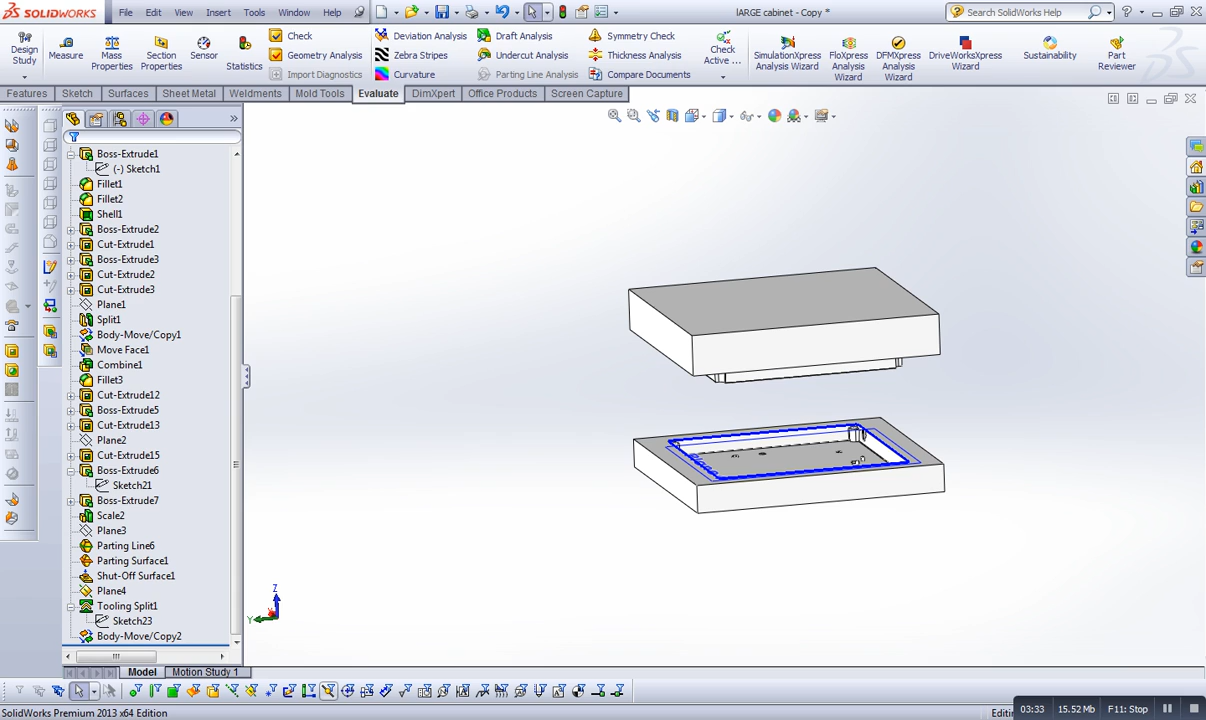 SOLIDWORKS File Edit View Insert Tools Window Help lARGE cabinet - Copy * Search SolidWorks Help
Design Study
Measure
Mass Properties
Section Properties
Sensor
Statistics
Check
Geometry Analysis
Import Diagnostics
Deviation Analysis
Zebra Stripes
Curvature
Draft Analysis
Undercut Analysis
Parting Line Analysis
Symmetry Check
Thickness Analysis
Compare Documents
Check Active ...
SimulationXpress Analysis Wizard
FloXpress Analysis Wizard
DFMXpress Analysis Wizard
DriveWorksXpress Wizard
Sustainability
Part Reviewer
Features Sketch Surfaces Sheet Metal Weldments Mold Tools Evaluate DimXpert Office Products Screen Capture
Boss-Extrude1
(-) Sketch1
Fillet1
Fillet2
Shell1
Boss-Extrude2
Cut-Extrude1
Boss-Extrude3
Cut-Extrude2
Cut-Extrude3
Plane1
Split1
Body-Move/Copy1
Move Face1
Combine1
Fillet3
Cut-Extrude12
Boss-Extrude5
Cut-Extrude13
Plane2
Cut-Extrude15
Boss-Extrude6
Sketch21
Boss-Extrude7
Scale2
Plane3
Parting Line6
Parting Surface1
Shut-Off Surface1
Plane4
Tooling Split1
Sketch23
Body-Move/Copy2
Z
Y
Model Motion Study 1
SolidWorks Premium 2013 x64 Edition
03:33 15.52 Mb F11: Stop